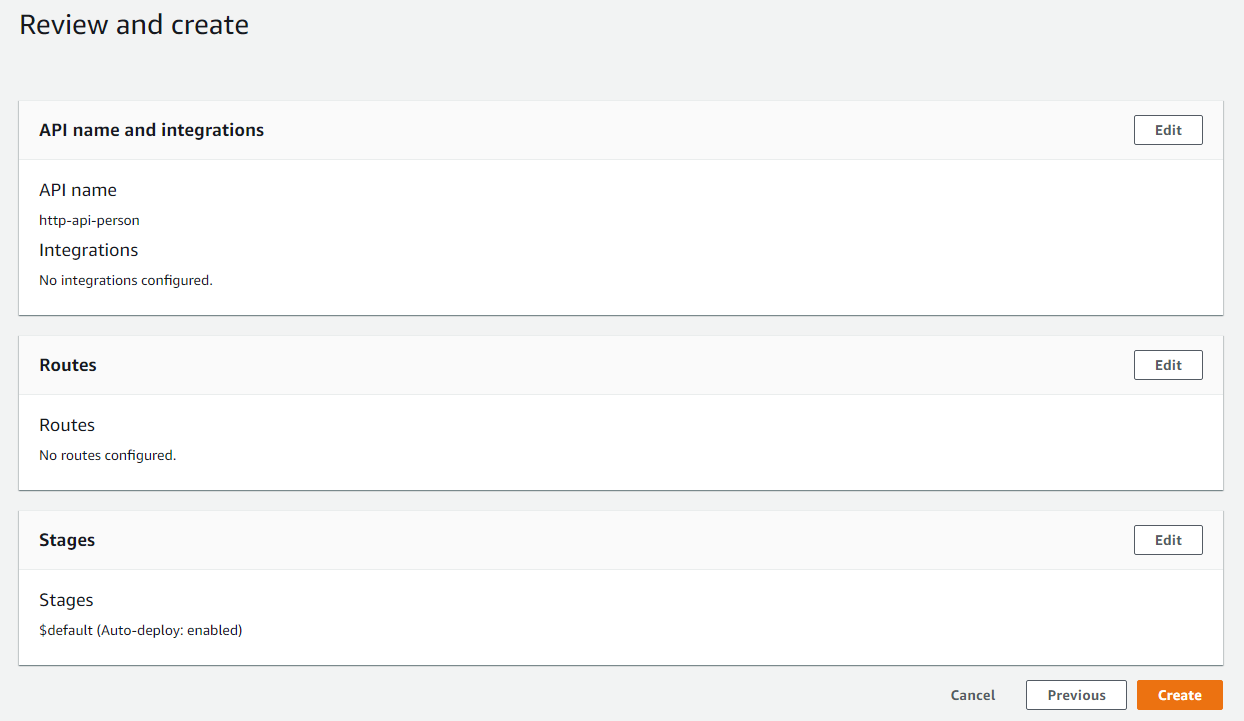 Review and create
API name and integrations
Edit
API name
http-api-person
Integrations
No integrations configured.
Routes
Edit
Routes
No routes configured.
Stages
Edit
Stages
$default (Auto-deploy: enabled)
Cancel
Previous
Create